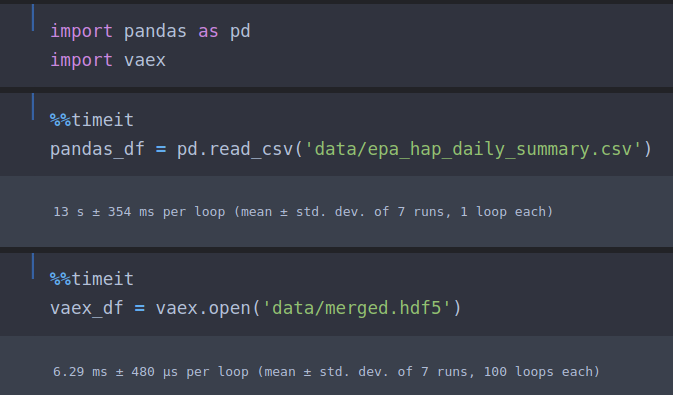 import pandas as pd
import vaex
%%timeit
pandas_df = pd.read_csv('data/epa_hap_daily_summary.csv')
13 s ± 354 ms per loop (mean ± std. dev. of 7 runs, 1 loop each)
%%timeit
vaex_df = vaex.open('data/merged.hdf5')
6.29 ms ± 480 µs per loop (mean ± std. dev. of 7 runs, 100 loops each)